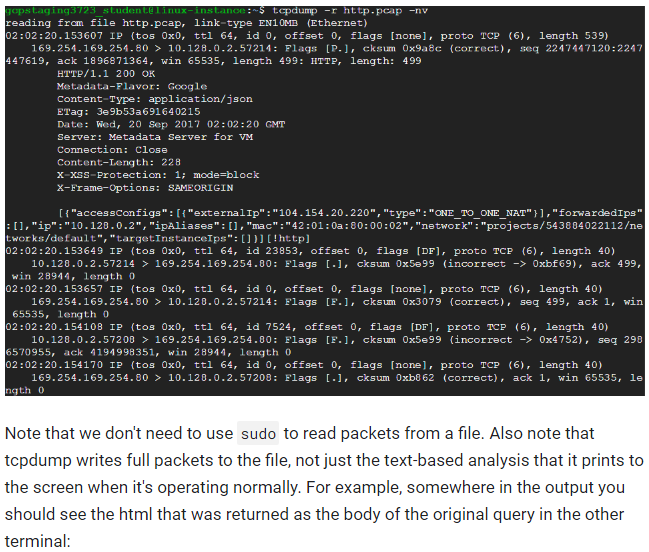 gcpstaging3723_student@linux-instance:~$ tcpdump -r http.pcap -nv
reading from file http.pcap, link-type EN10MB (Ethernet)
02:02:20.153607 IP (tos 0x0, ttl 64, id 0, offset 0, flags [none], proto TCP (6), length 539)
    169.254.169.254.80 > 10.128.0.2.57214: Flags [P.], cksum 0x9a8c (correct), seq 2247447120:2247
447619, ack 1896871364, win 65535, length 499: HTTP, length: 499
        HTTP/1.1 200 OK
        Metadata-Flavor: Google
        Content-Type: application/json
        ETag: 3e9b53a691640215
        Date: Wed, 20 Sep 2017 02:02:20 GMT
        Server: Metadata Server for VM
        Connection: Close
        Content-Length: 228
        X-XSS-Protection: 1; mode=block
        X-Frame-Options: SAMEORIGIN

        [{"accessConfigs":[{"externalIp":"104.154.20.220","type":"ONE_TO_ONE_NAT"}],"forwardedIps"
:[],"ip":"10.128.0.2","ipAliases":[],"mac":"42:01:0a:80:00:02","network":"projects/543884022112/ne
tworks/default","targetInstanceIps":[]}][!http]
02:02:20.153649 IP (tos 0x0, ttl 64, id 23853, offset 0, flags [DF], proto TCP (6), length 40)
    10.128.0.2.57214 > 169.254.169.254.80: Flags [.], cksum 0x5e99 (incorrect -> 0xbf69), ack 499,
 win 28944, length 0
02:02:20.153657 IP (tos 0x0, ttl 64, id 0, offset 0, flags [none], proto TCP (6), length 40)
    169.254.169.254.80 > 10.128.0.2.57214: Flags [F.], cksum 0x3079 (correct), seq 499, ack 1, win
 65535, length 0
02:02:20.154108 IP (tos 0x0, ttl 64, id 7524, offset 0, flags [DF], proto TCP (6), length 40)
    10.128.0.2.57208 > 169.254.169.254.80: Flags [F.], cksum 0x5e99 (incorrect -> 0x4752), seq 298
6570955, ack 4194998351, win 28944, length 0
02:02:20.154170 IP (tos 0x0, ttl 64, id 0, offset 0, flags [none], proto TCP (6), length 40)
    169.254.169.254.80 > 10.128.0.2.57208: Flags [.], cksum 0xb862 (correct), ack 1, win 65535, le
ngth 0
Note that we don't need to use sudo to read packets from a file. Also note that
tcpdump writes full packets to the file, not just the text-based analysis that it prints to
the screen when it's operating normally. For example, somewhere in the output you
should see the html that was returned as the body of the original query in the other
terminal: